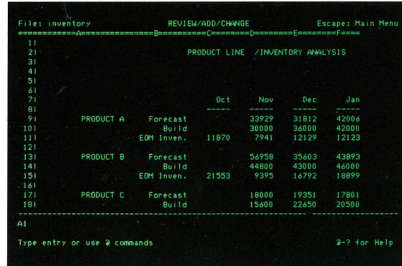 File: inventory REVIEW/ADD/CHANGE Escape: Main Menu
==========A==========B==========C=======D=======E=======F====
1|
2| PRODUCT LINE /INVENTORY ANALYSIS
3|
4|
5|
6|
7| Oct Nov Dec Jan
8| ----- ----- ----- -----
9| PRODUCT A Forecast 33929 31812 42006
10| Build 30000 36000 42000
11| EOM Inven. 11870 7941 12129 12123
12|
13| PRODUCT B Forecast 56958 35603 43893
14| Build 44800 43000 46000
15| EOM Inven. 21553 9395 16792 18899
16|
17| PRODUCT C Forecast 18000 19351 17801
18| Build 15600 22650 20500
A1
Type entry or use @ commands @-? for Help